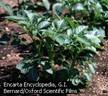 Encarta Encyclopedia, G.I.
Bernard/Oxford Scientific Films